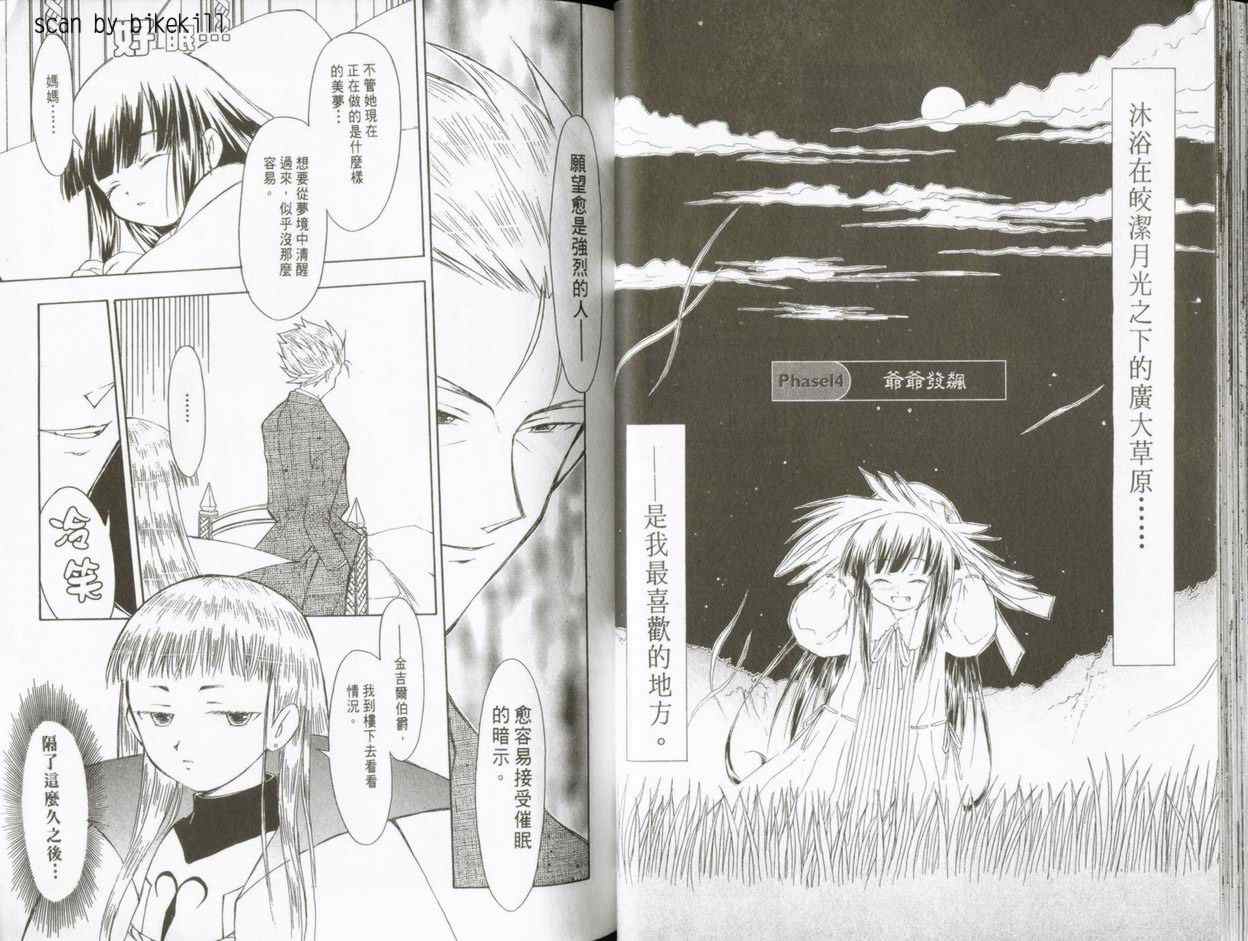 scan by bikekill
沐浴在皎潔月光之下的廣大草原……
Phase14
爺爺發飆
——是我最喜歡的地方。
願望愈是強烈的人——
愈容易接受催眠
的暗示。
不管她現在
正在做的是什麼樣
的美夢…
想要從夢境中清醒
過來，似乎沒那麼
容易。
好眠…
媽媽……
……
冷笑
——金吉爾伯爵，
我到樓下去看看
情況。
隔了這麼久之後…